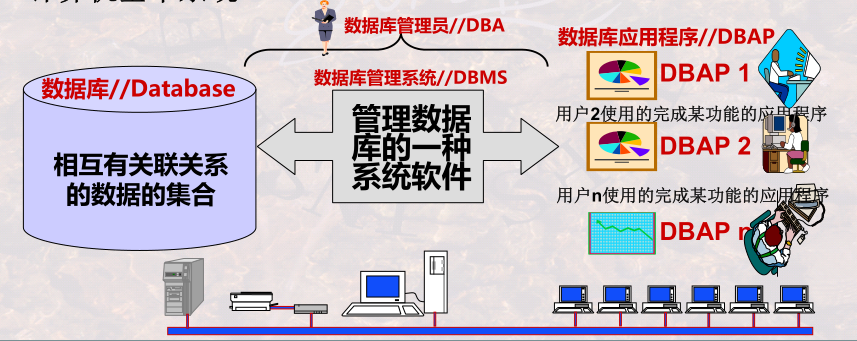 数据库管理员//DBA
数据库应用程序//DBAP
数据库//Database
数据库管理系统//DBMS
DBAP 1
管理数据
库的一种
系统软件
用户2使用的完成某功能的应用程序
DBAP 2
相互有关联关系
的数据的集合
用户n使用的完成某功能的应用程序
DBAP n